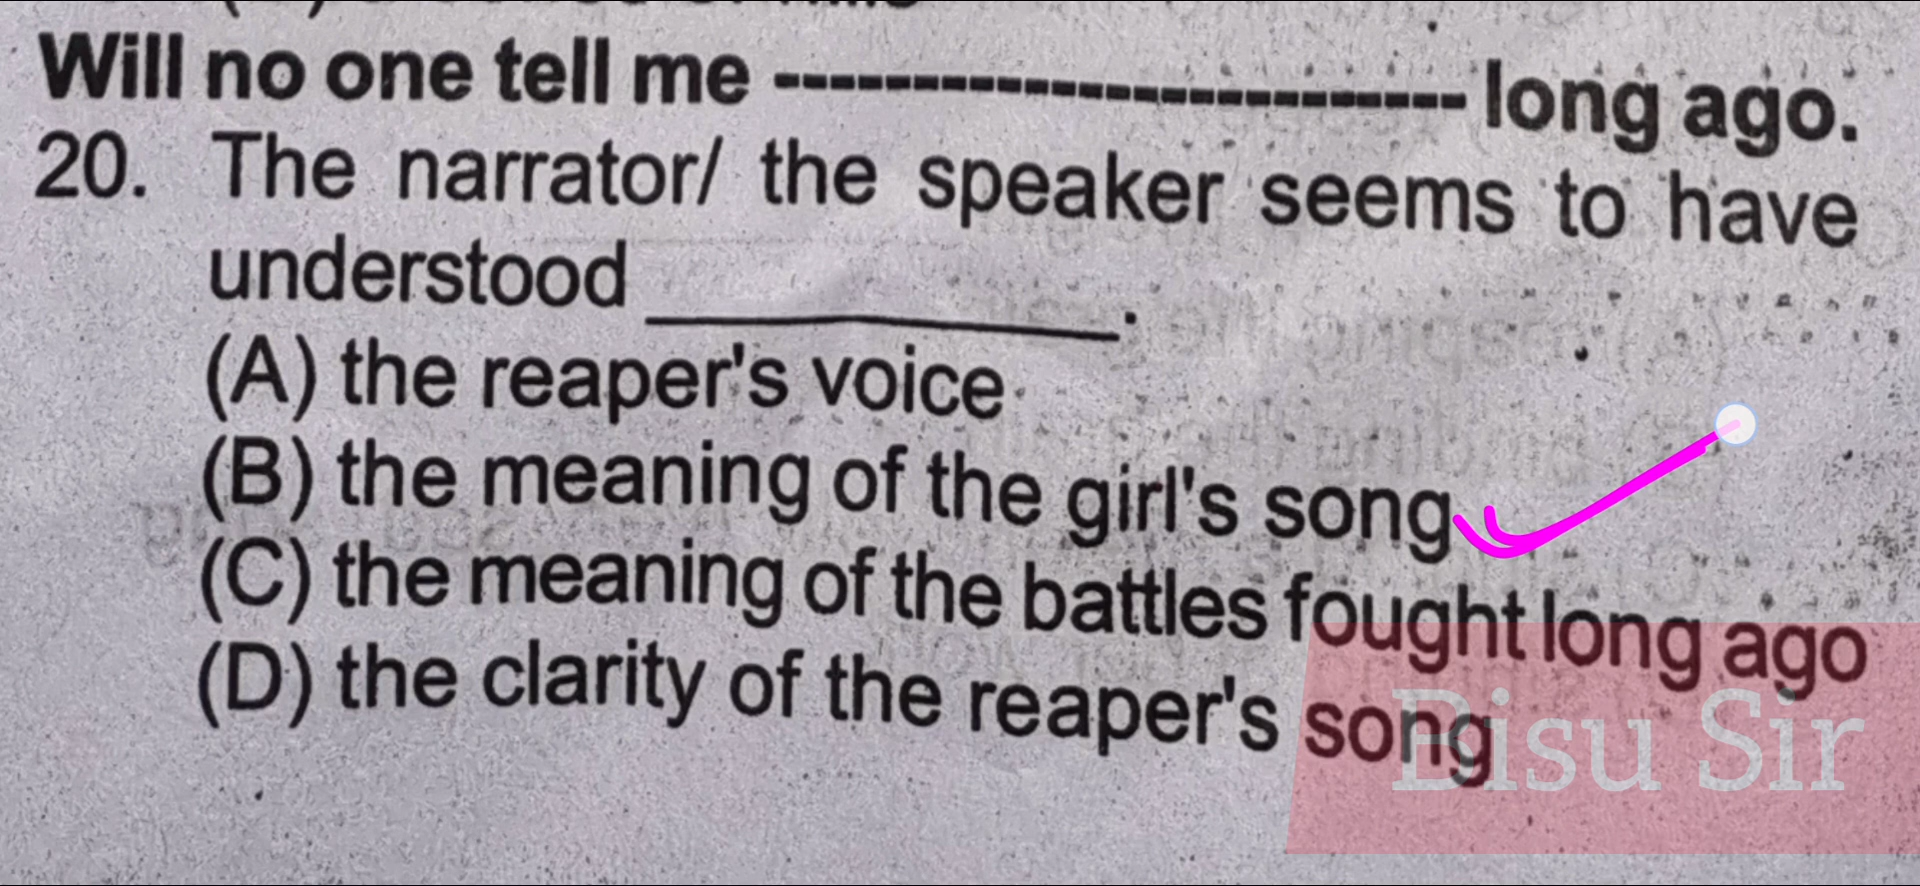 Will no one tell me ------------------------- long ago.
20. The narrator/ the speaker seems to have
understood ____________.
(A) the reaper's voice
(B) the meaning of the girl's song
(C) the meaning of the battles fought long ago
(D) the clarity of the reaper's song
Bisu Sir